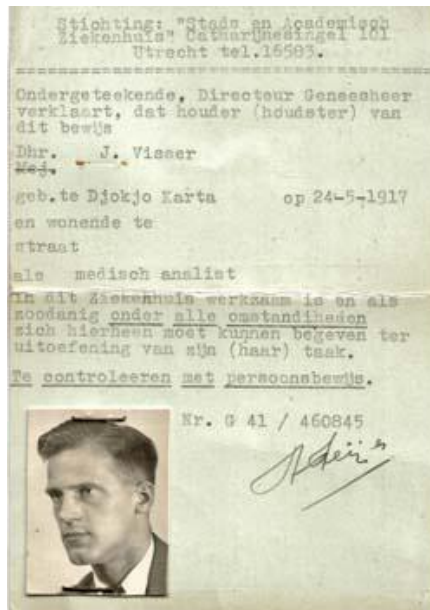 Stichting: "Stads en Academisch
Ziekenhuis" Catharijnesingel 101
Utrecht tel.16583.
Ondergeteekende, Directeur Geneesheer
verklaart, dat houder (houdster) van
dit bewijs
Dhr. J. Visser
Mej.
geb.te Djokjo Karta op 24-5-1917
en wonende te
straat
als medisch analist
in dit Ziekenhuis werkzaam is en als
zoodanig onder alle omstandiheden
zich hierheen moet kunnen begeven ter
uitoefening van zijn (haar) taak.
Te controleeren met persoonsbewijs.
Nr. G 41 / 460845